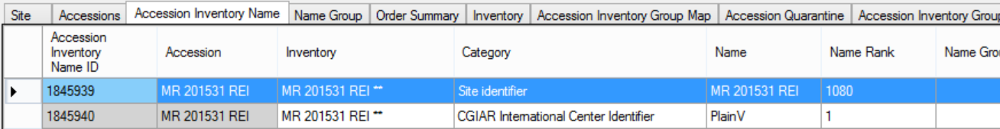 Site Accessions Accession Inventory Name Name Group Order Summary Inventory Accession Inventory Group Map Accession Quarantine Accession Inventory Group
Accession Inventory Name ID Accession Inventory Category Name Name Rank Name Gro
1845939 MR 201531 REI MR 201531 REI ** Site identifier MR 201531 REI 1080
1845940 MR 201531 REI MR 201531 REI ** CGIAR International Center Identifier PlainV 1